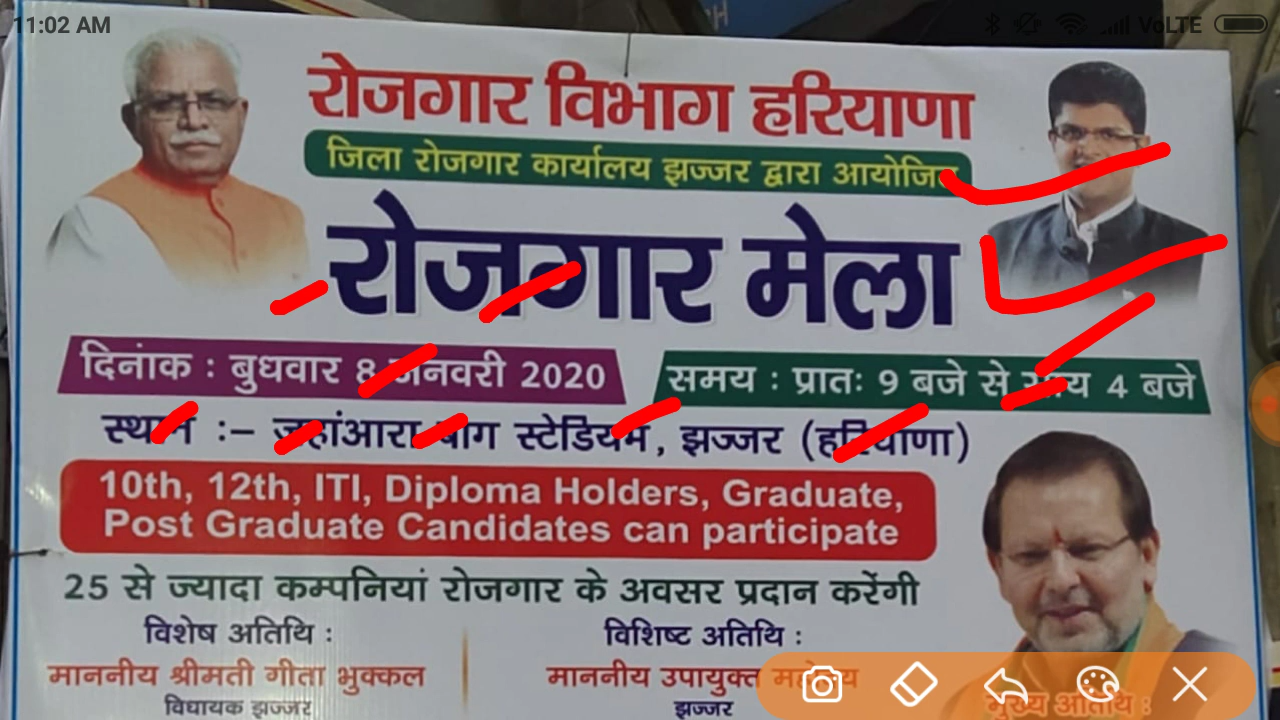 11:02 AM
VoLTE
रोजगार विभाग हरियाणा
जिला रोजगार कार्यालय झज्जर द्वारा आयोजित
रोजगार मेला
दिनांक : बुधवार 8 जनवरी 2020
समय : प्रातः 9 बजे से सायं 4 बजे
स्थान :– जहांआरा बाग स्टेडियम, झज्जर (हरियाणा)
10th, 12th, ITI, Diploma Holders, Graduate,
Post Graduate Candidates can participate
25 से ज्यादा कम्पनियां रोजगार के अवसर प्रदान करेंगी
विशेष अतिथि :
माननीय श्रीमती गीता भुक्कल
विधायक झज्जर
विशिष्ट अतिथि :
माननीय उपायुक्त महोदय
झज्जर
मुख्य अतिथि :